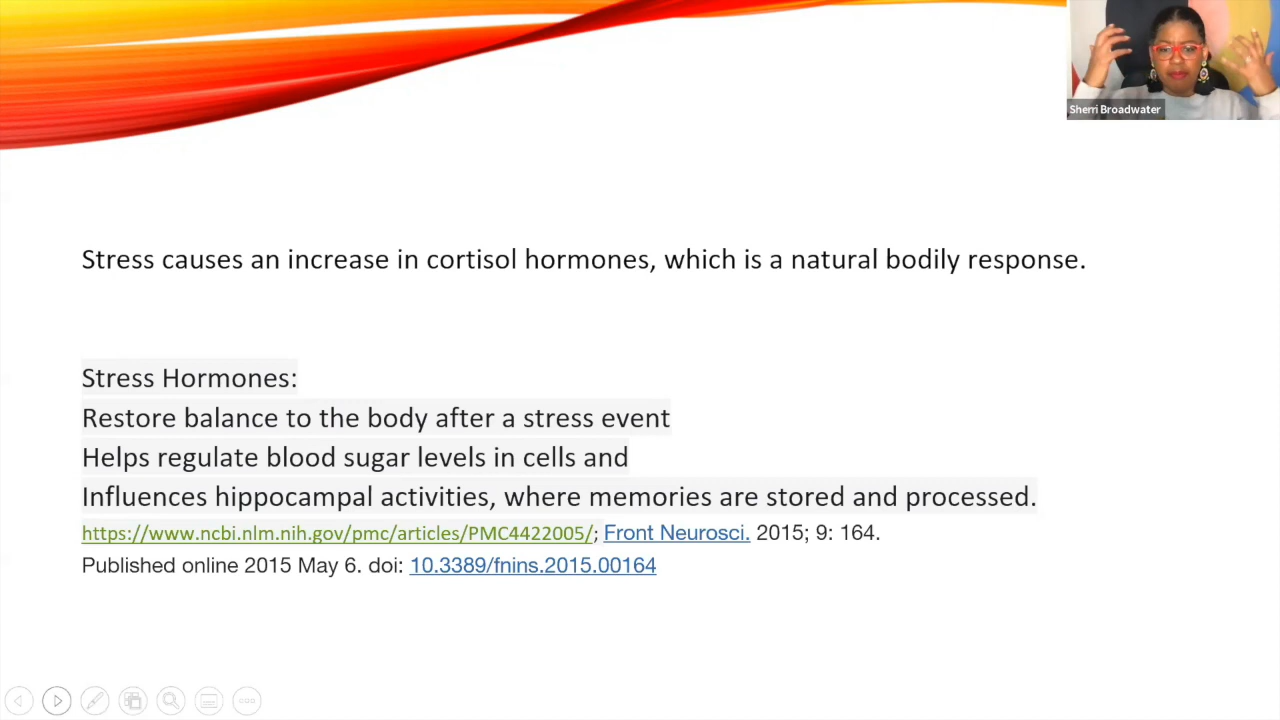 Sherri Broadwater
Stress causes an increase in cortisol hormones, which is a natural bodily response.
Stress Hormones:
Restore balance to the body after a stress event
Helps regulate blood sugar levels in cells and
Influences hippocampal activities, where memories are stored and processed.
https://www.ncbi.nlm.nih.gov/pmc/articles/PMC4422005/; Front Neurosci. 2015; 9: 164.
Published online 2015 May 6. doi: 10.3389/fnins.2015.00164